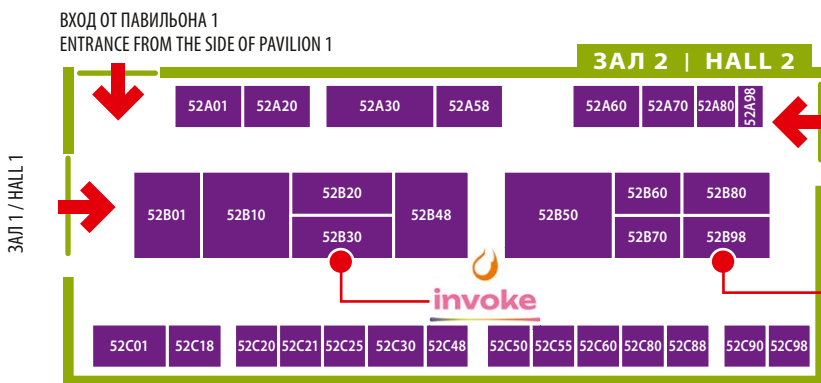 ВХОД ОТ ПАВИЛЬОНА 1
ENTRANCE FROM THE SIDE OF PAVILION 1
ЗАЛ 2 | HALL 2
52A01 52A20 52A30 52A58 52A60 52A70 52A80 52A98
ЗАЛ 1 / HALL 1
52B01 52B10 52B20 52B48 52B50 52B60 52B80
52B30 52B70 52B98
invoke
52C01 52C18 52C20 52C21 52C25 52C30 52C48 52C50 52C55 52C60 52C80 52C88 52C90 52C98